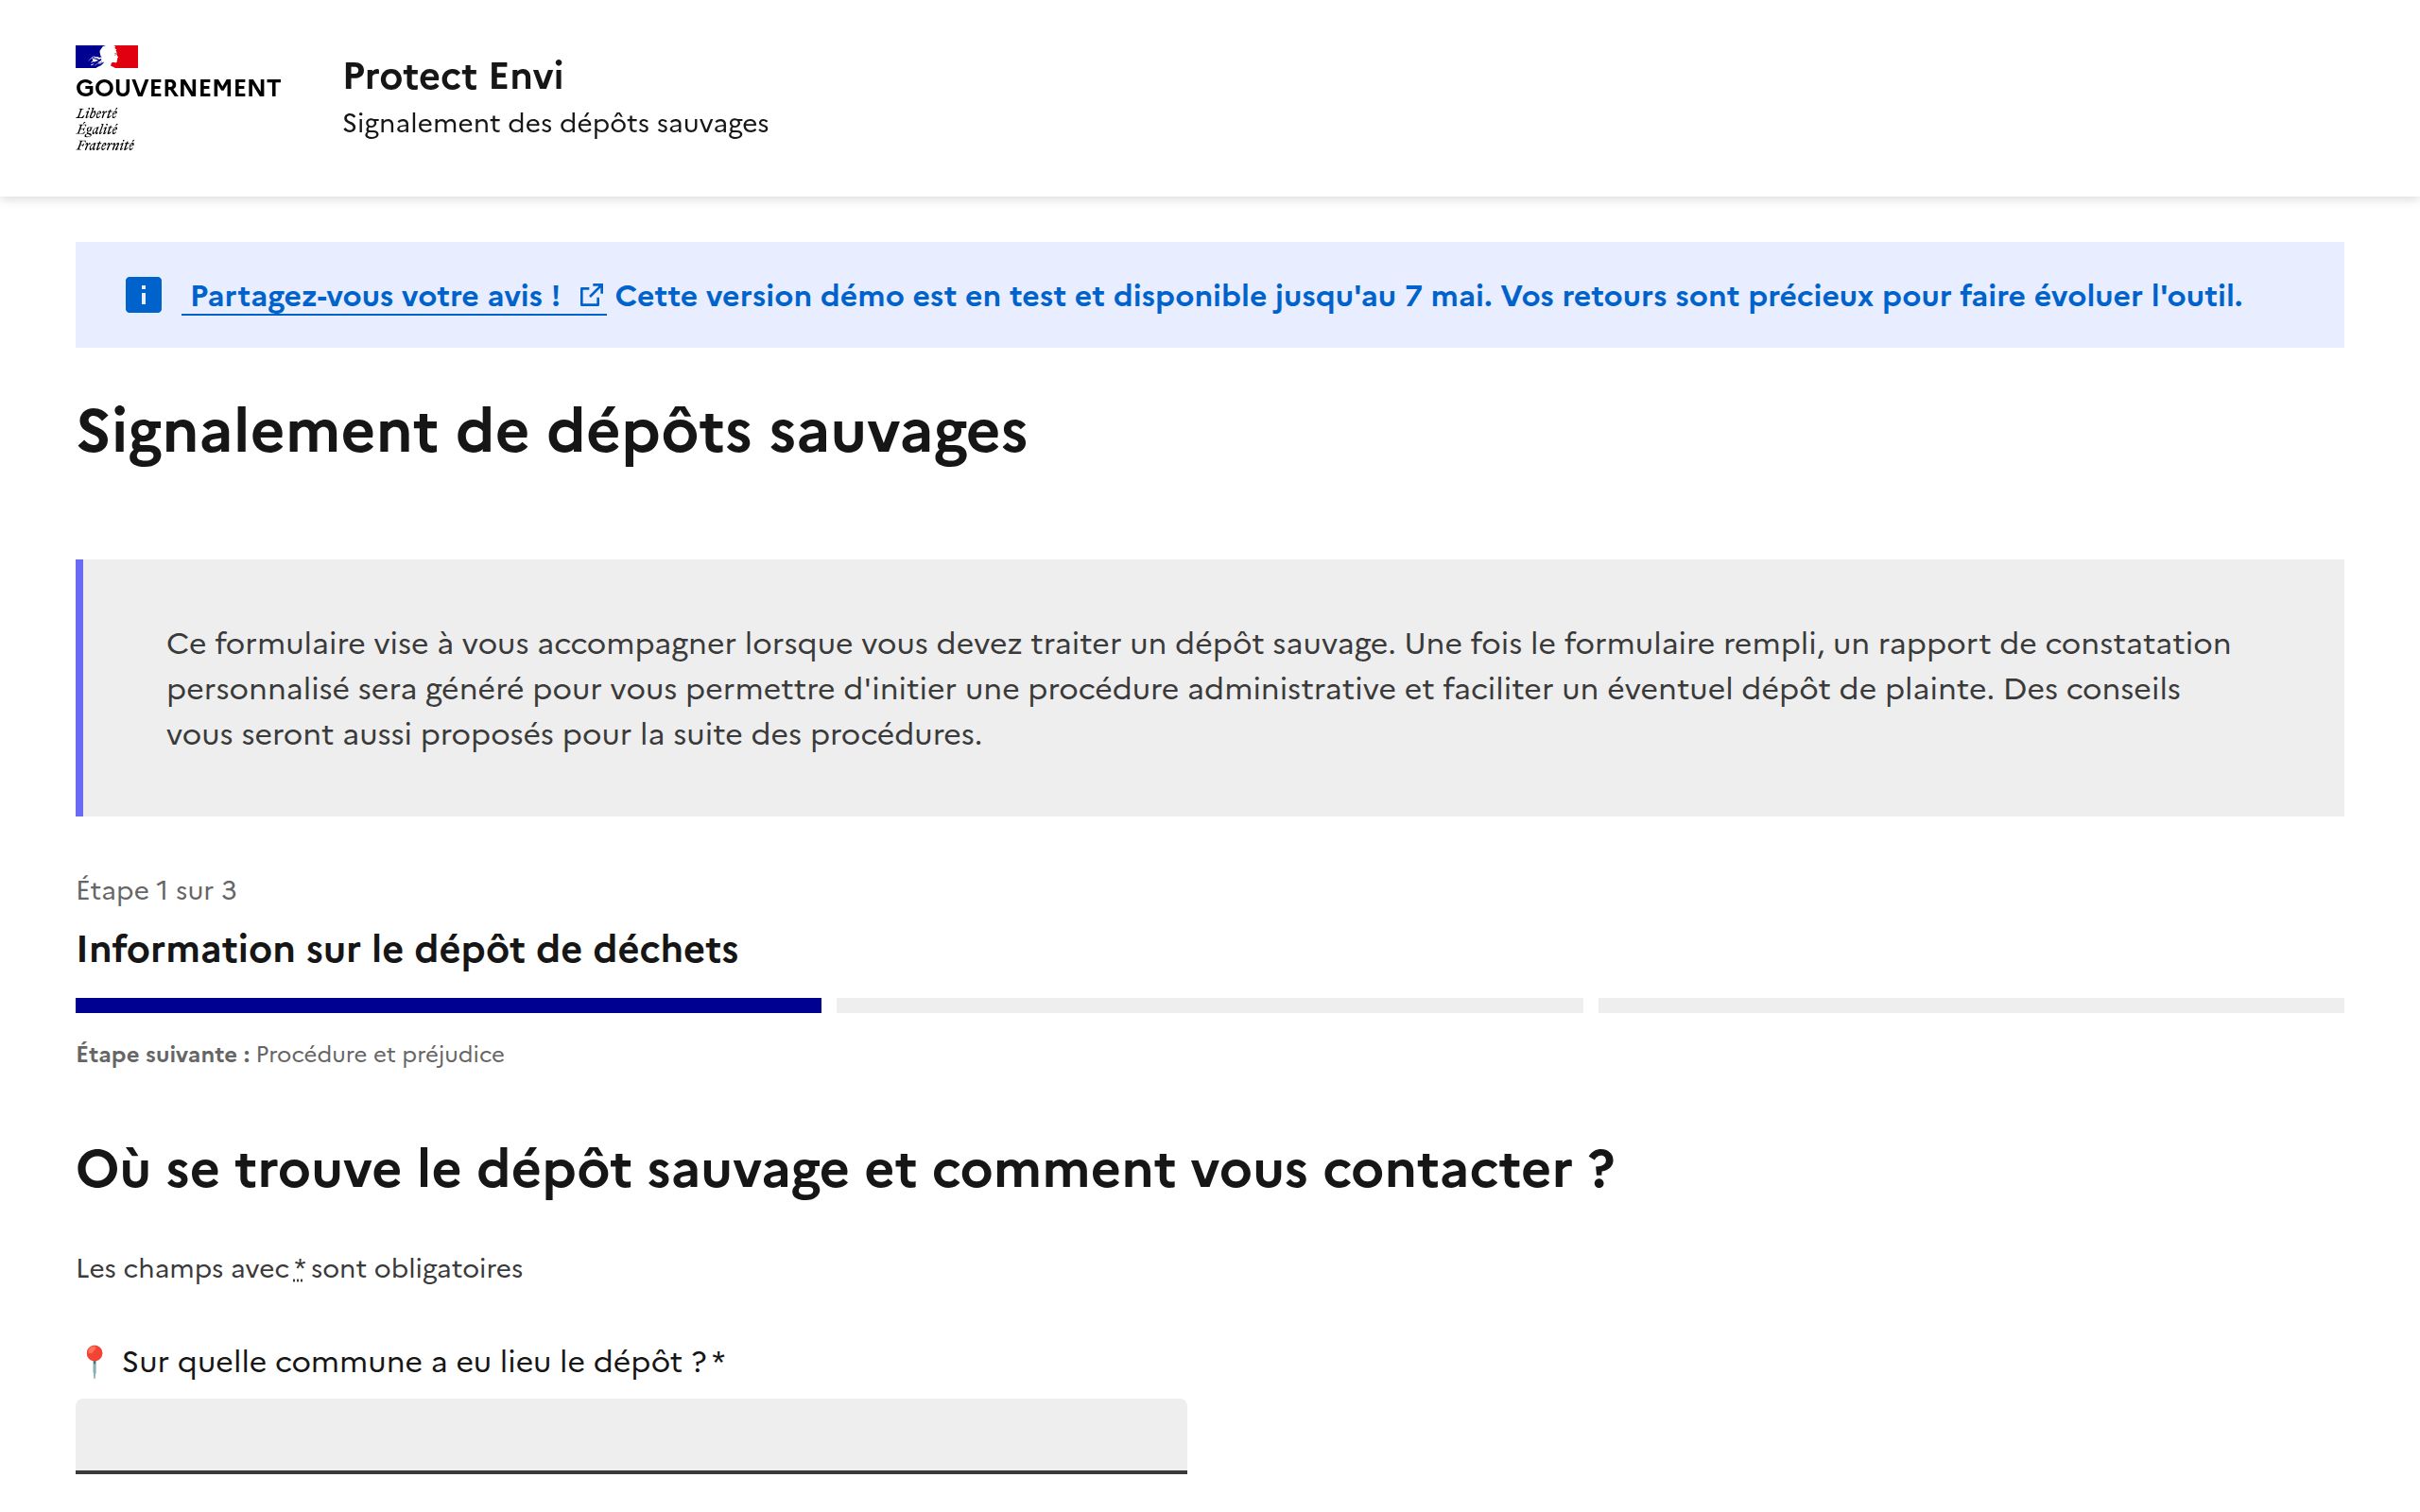 GOUVERNEMENT
Liberté
Égalité
Fraternité
Protect Envi
Signalement des dépôts sauvages
Partagez-vous votre avis ! Cette version démo est en test et disponible jusqu'au 7 mai. Vos retours sont précieux pour faire évoluer l'outil.
Signalement de dépôts sauvages
Ce formulaire vise à vous accompagner lorsque vous devez traiter un dépôt sauvage. Une fois le formulaire rempli, un rapport de constatation
personnalisé sera généré pour vous permettre d'initier une procédure administrative et faciliter un éventuel dépôt de plainte. Des conseils
vous seront aussi proposés pour la suite des procédures.
Étape 1 sur 3
Information sur le dépôt de déchets
Étape suivante : Procédure et préjudice
Où se trouve le dépôt sauvage et comment vous contacter ?
Les champs avec * sont obligatoires
📍 Sur quelle commune a eu lieu le dépôt ? *